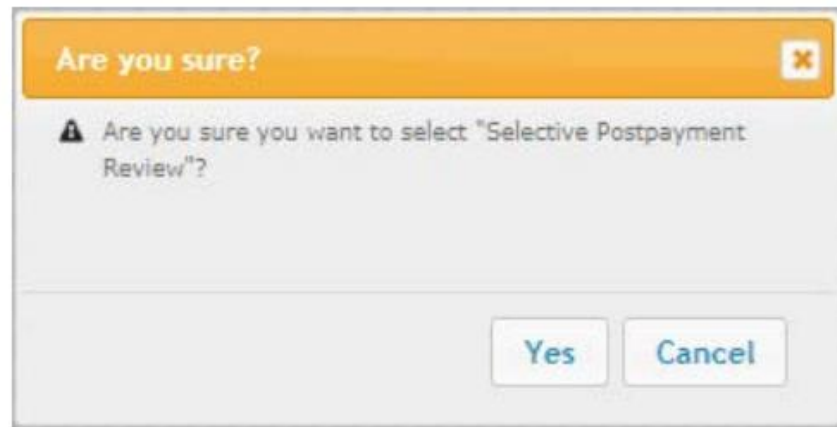 Are you sure?
Are you sure you want to select "Selective Postpayment
Review"?
Yes
Cancel